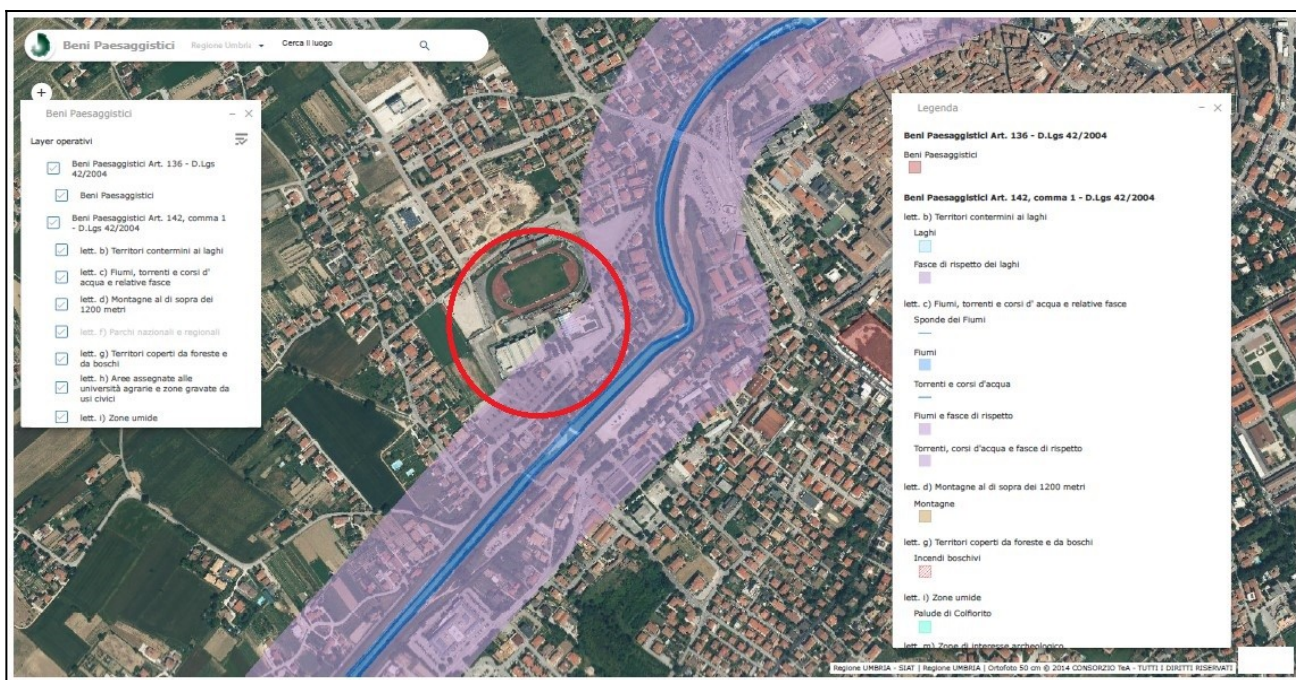 Beni Paesaggistici Regione Umbria Cerca il luogo
+
Beni Paesaggistici
Layer operativi
Beni Paesaggistici Art. 136 - D.Lgs
42/2004
Beni Paesaggistici
Beni Paesaggistici Art. 142, comma 1
- D.Lgs 42/2004
lett. b) Territori contermini ai laghi
lett. c) Fiumi, torrenti e corsi d'
acqua e relative fasce
lett. d) Montagne al di sopra dei
1200 metri
lett. f) Parchi nazionali e regionali
lett. g) Territori coperti da foreste e
da boschi
lett. h) Aree assegnate alle
università agrarie e zone gravate da
usi civici
lett. i) Zone umide
Legenda
Beni Paesaggistici Art. 136 - D.Lgs 42/2004
Beni Paesaggistici
Beni Paesaggistici Art. 142, comma 1 - D.Lgs 42/2004
lett. b) Territori contermini ai laghi
Laghi
Fasce di rispetto dei laghi
lett. c) Fiumi, torrenti e corsi d' acqua e relative fasce
Sponde dei Fiumi
Fiumi
Torrenti e corsi d'acqua
Fiumi e fasce di rispetto
Torrenti, corsi d'acqua e fasce di rispetto
lett. d) Montagne al di sopra dei 1200 metri
Montagne
lett. g) Territori coperti da foreste e da boschi
Incendi boschivi
lett. i) Zone umide
Palude di Colfiorito
lett. m) Zone di interesse archeologico
Regione UMBRIA - SIAT | Regione UMBRIA | Ortofoto 50 cm © 2014 CONSORZIO TeA - TUTTI I DIRITTI RISERVATI